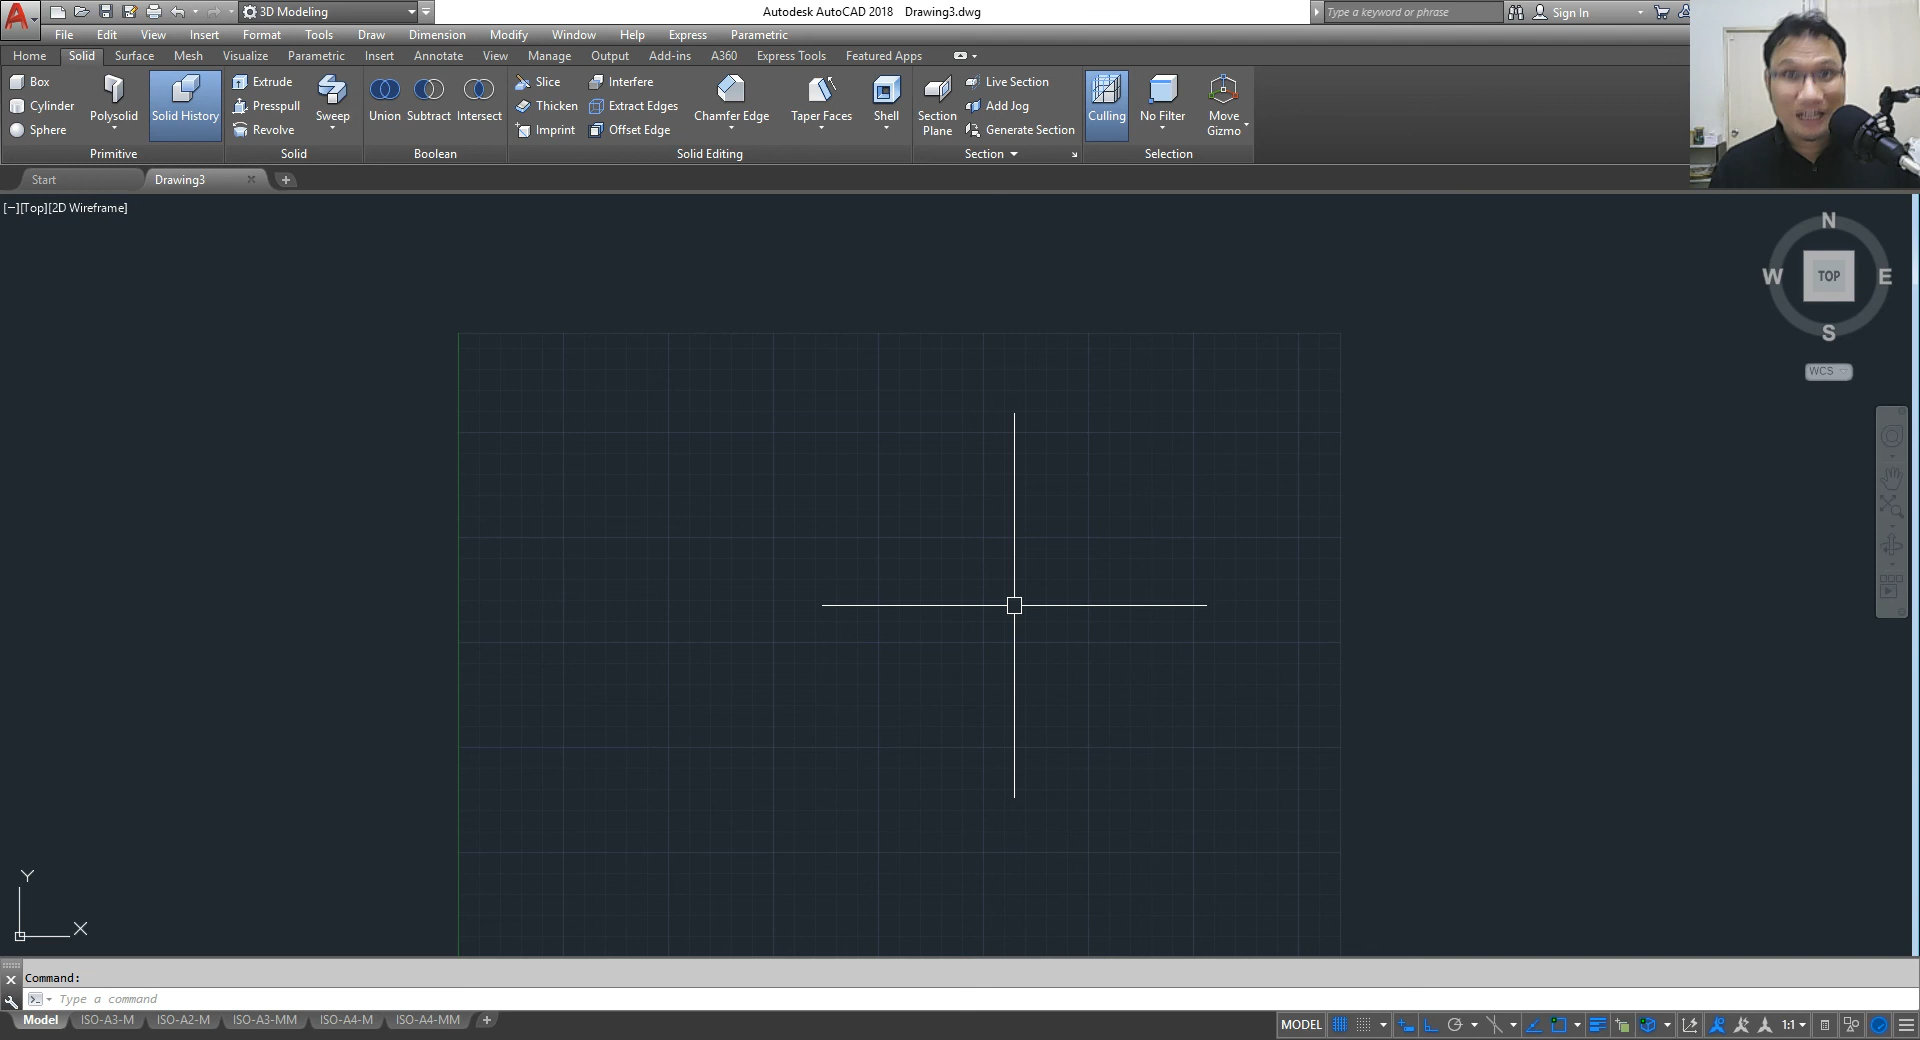 3D Modeling
Autodesk AutoCAD 2018 Drawing3.dwg
Type a keyword or phrase
Sign In
File Edit View Insert Format Tools Draw Dimension Modify Window Help Express Parametric
Home Solid Surface Mesh Visualize Parametric Insert Annotate View Manage Output Add-ins A360 Express Tools Featured Apps
Box
Cylinder
Sphere
Polysolid
Solid History
Primitive
Extrude
Presspull
Revolve
Sweep
Solid
Union Subtract Intersect
Boolean
Slice
Thicken
Imprint
Interfere
Extract Edges
Offset Edge
Chamfer Edge
Taper Faces
Shell
Solid Editing
Section
Plane
Live Section
Add Jog
Generate Section
Section
Culling
No Filter
Move
Gizmo
Selection
Start
Drawing3
[−][Top][2D Wireframe]
N
W
TOP
E
S
WCS
Y
X
Command:
Type a command
Model ISO-A3-M ISO-A2-M ISO-A3-MM ISO-A4-M ISO-A4-MM
MODEL
1:1